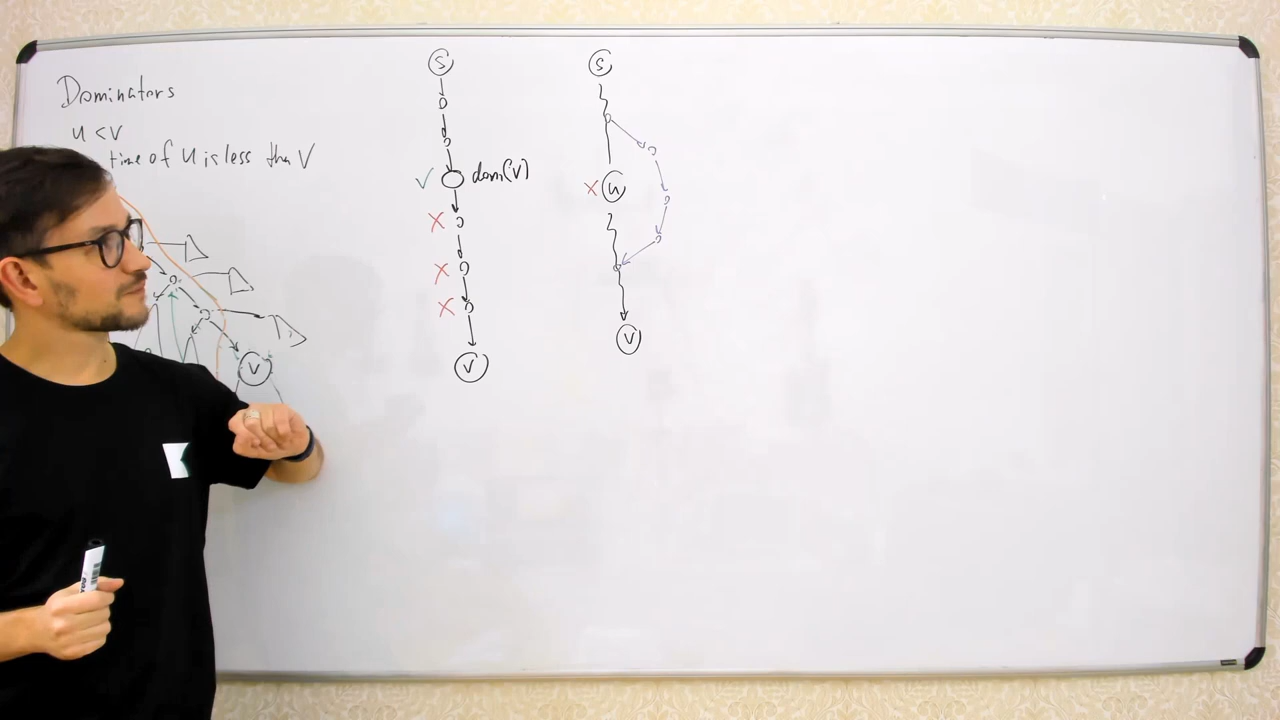 Dominators
u < v
time of u is less than v
v
s
dom(v)
v
s
u
v